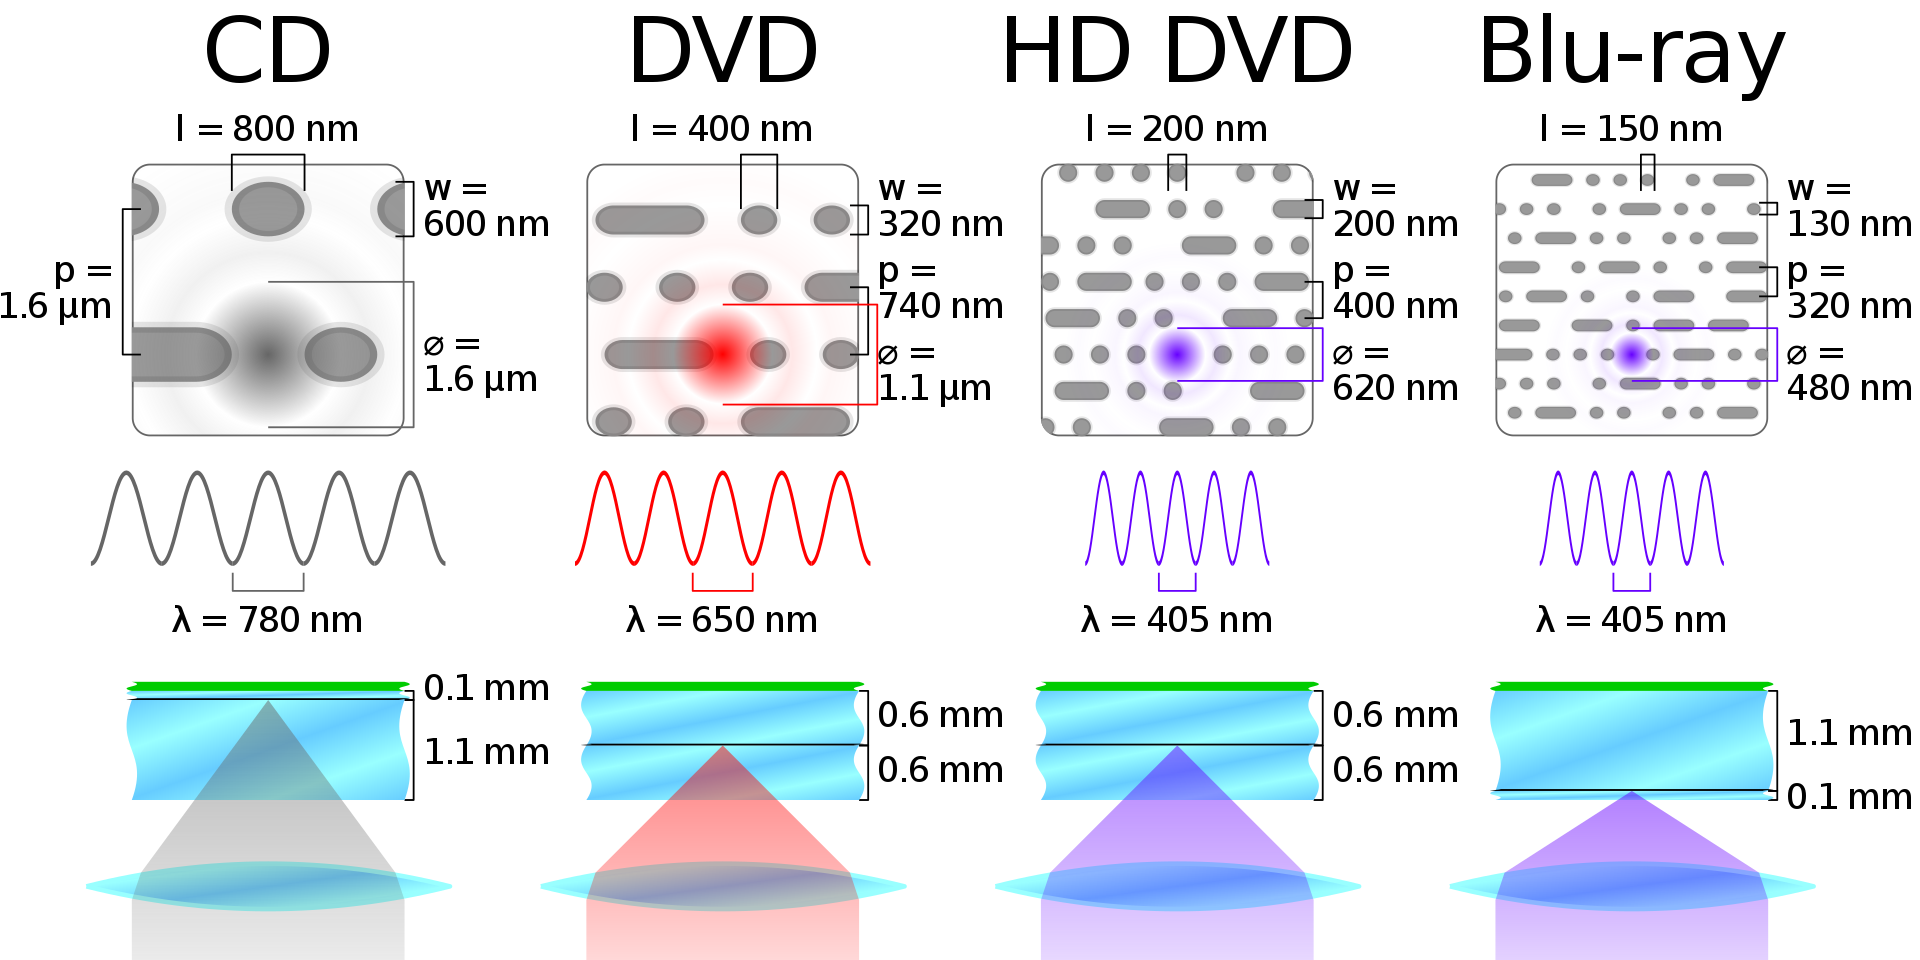 CD
l = 800 nm
w =
600 nm
p =
1.6 µm
⌀ =
1.6 µm
λ = 780 nm
0.1 mm
1.1 mm
DVD
l = 400 nm
w =
320 nm
p =
740 nm
⌀ =
1.1 µm
λ = 650 nm
0.6 mm
0.6 mm
HD DVD
l = 200 nm
w =
200 nm
p =
400 nm
⌀ =
620 nm
λ = 405 nm
0.6 mm
0.6 mm
Blu-ray
l = 150 nm
w =
130 nm
p =
320 nm
⌀ =
480 nm
λ = 405 nm
1.1 mm
0.1 mm